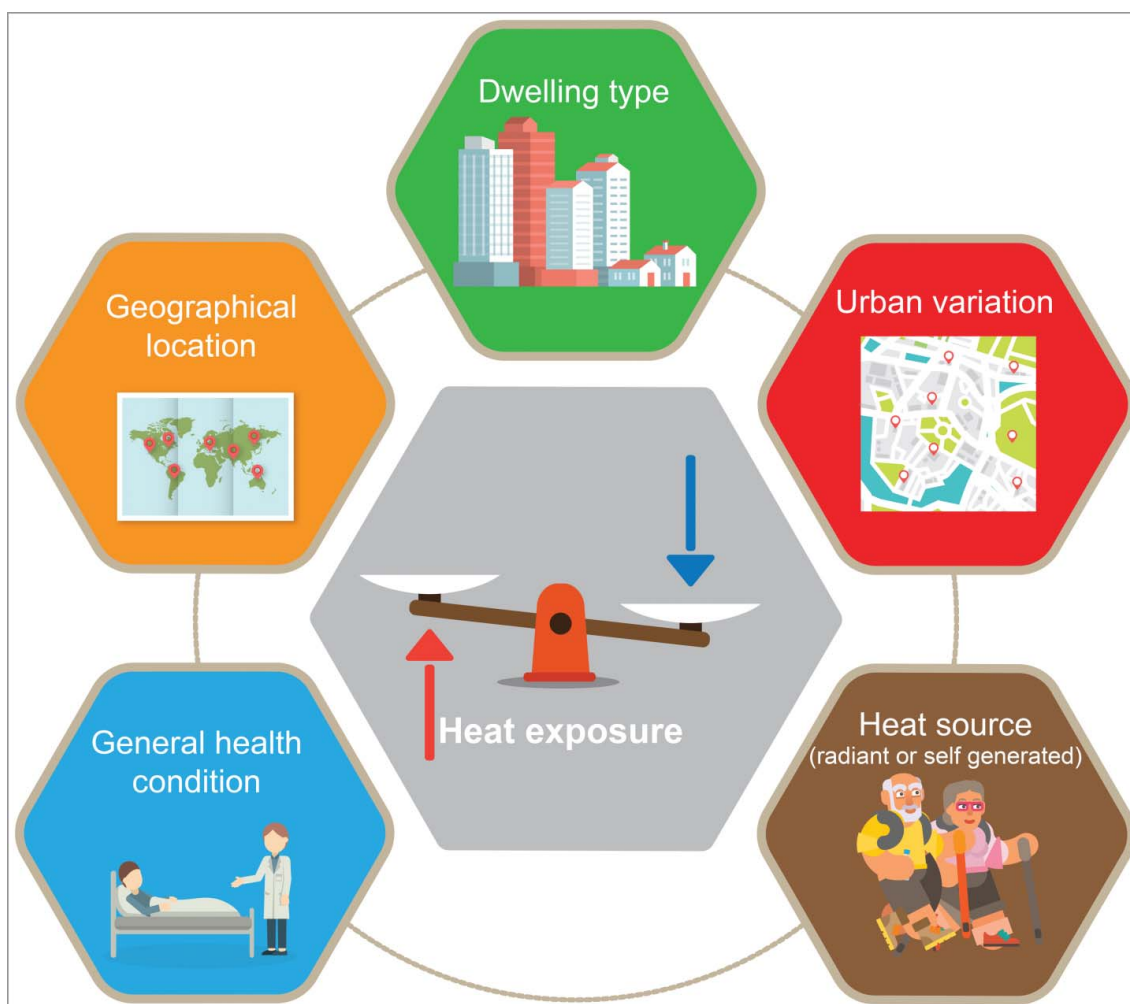 Dwelling type
Geographical
location
Urban variation
Heat exposure
General health
condition
Heat source
(radiant or self generated)